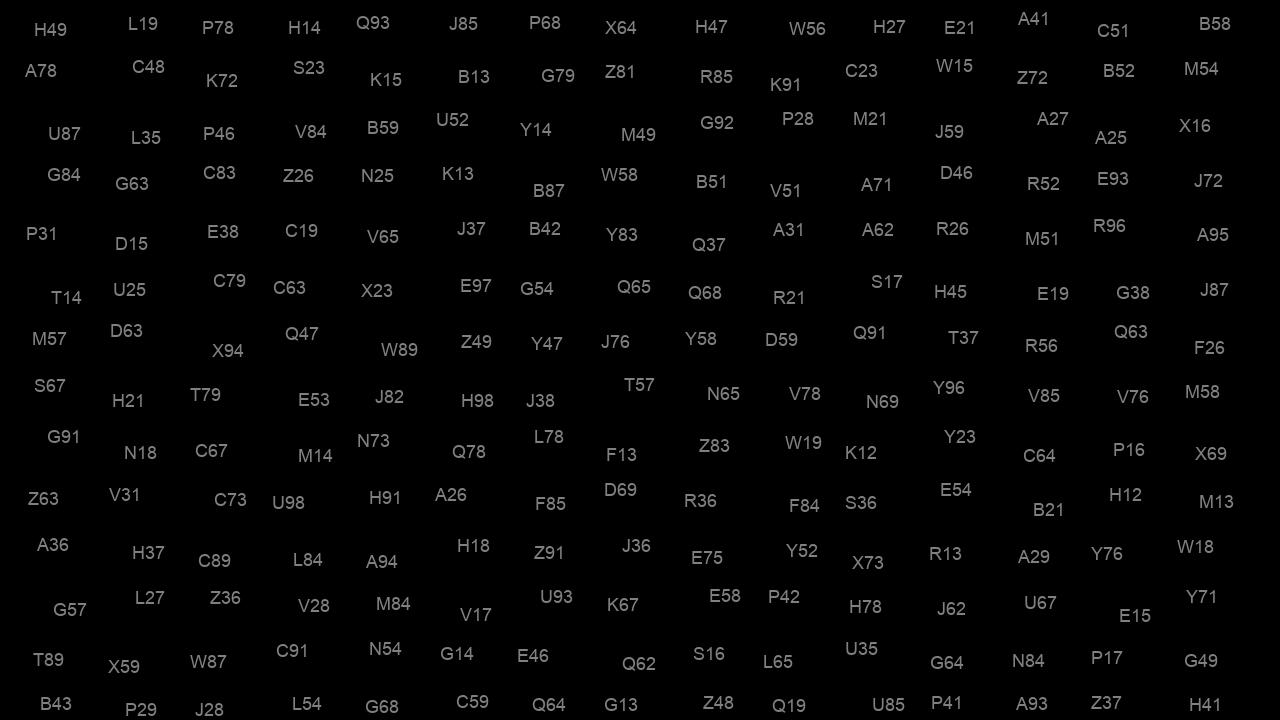 H49 L19 P78 H14 Q93 J85 P68 X64 H47 W56 H27 E21 A41 C51 B58
A78 C48 K72 S23 K15 B13 G79 Z81 R85 K91 C23 W15 Z72 B52 M54
U87 L35 P46 V84 B59 U52 Y14 M49 G92 P28 M21 J59 A27 A25 X16
G84 G63 C83 Z26 N25 K13 B87 W58 B51 V51 A71 D46 R52 E93 J72
P31 D15 E38 C19 V65 J37 B42 Y83 Q37 A31 A62 R26 M51 R96 A95
T14 U25 C79 C63 X23 E97 G54 Q65 Q68 R21 S17 H45 E19 G38 J87
M57 D63 X94 Q47 W89 Z49 Y47 J76 Y58 D59 Q91 T37 R56 Q63 F26
S67 H21 T79 E53 J82 H98 J38 T57 N65 V78 N69 Y96 V85 V76 M58
G91 N18 C67 M14 N73 Q78 L78 F13 Z83 W19 K12 Y23 C64 P16 X69
Z63 V31 C73 U98 H91 A26 F85 D69 R36 F84 S36 E54 B21 H12 M13
A36 H37 C89 L84 A94 H18 Z91 J36 E75 Y52 X73 R13 A29 Y76 W18
G57 L27 Z36 V28 M84 V17 U93 K67 E58 P42 H78 J62 U67 E15 Y71
T89 X59 W87 C91 N54 G14 E46 Q62 S16 L65 U35 G64 N84 P17 G49
B43 P29 J28 L54 G68 C59 Q64 G13 Z48 Q19 U85 P41 A93 Z37 H41